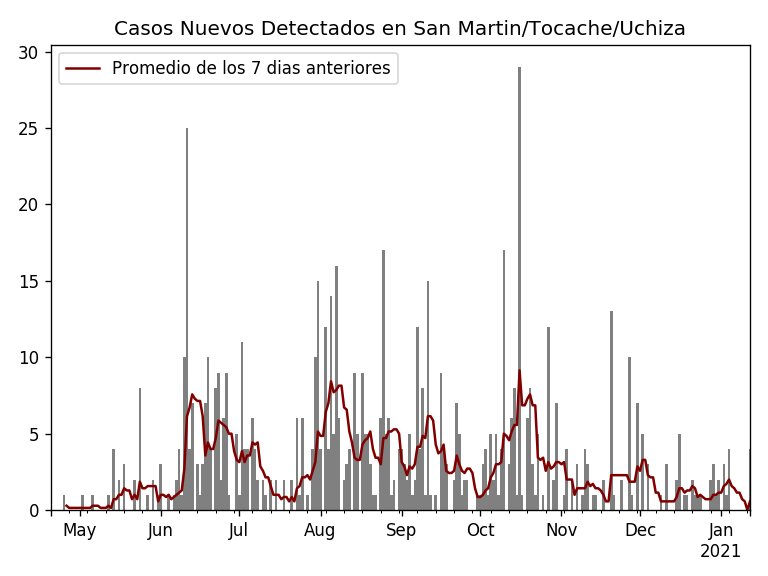 Casos Nuevos Detectados en San Martin/Tocache/Uchiza
Promedio de los 7 dias anteriores
30
25
20
15
10
5
0
May Jun Jul Aug Sep Oct Nov Dec Jan
2021